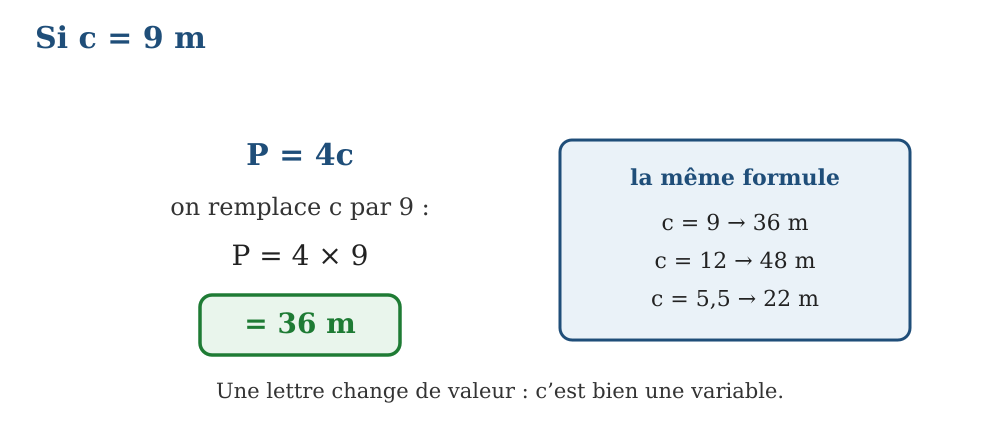 Si c = 9 m
P = 4c
on remplace c par 9 :
P = 4 × 9
= 36 m
la même formule
c = 9 → 36 m
c = 12 → 48 m
c = 5,5 → 22 m
Une lettre change de valeur : c’est bien une variable.